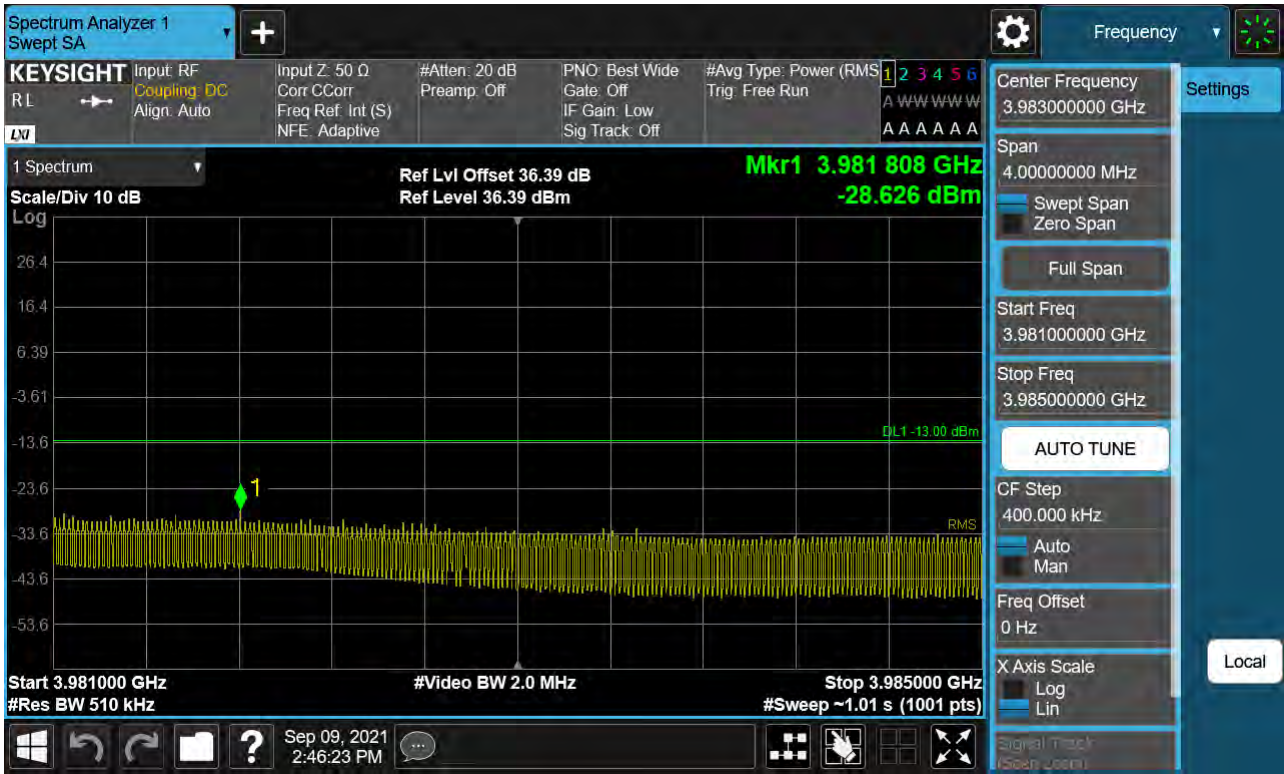 Spectrum Analyzer 1
Swept SA
+
Frequency
KEYSIGHT
RL
LXI
Input: RF
Coupling: DC
Align: Auto
Input Z: 50 Ω
Corr CCorr
Freq Ref: Int (S)
NFE: Adaptive
#Atten: 20 dB
Preamp: Off
PNO: Best Wide
Gate: Off
IF Gain: Low
Sig Track: Off
#Avg Type: Power (RMS
Trig: Free Run
1 2 3 4 5 6
A W W W W W
A A A A A A
1 Spectrum
Scale/Div 10 dB
Log
Ref Lvl Offset 36.39 dB
Ref Level 36.39 dBm
Mkr1 3.981 808 GHz
-28.626 dBm
26.4
16.4
6.39
-3.61
-13.6
-23.6
-33.6
-43.6
-53.6
DL1 -13.00 dBm
1
RMS
Start 3.981000 GHz
#Res BW 510 kHz
#Video BW 2.0 MHz
Stop 3.985000 GHz
#Sweep ~1.01 s (1001 pts)
Center Frequency
3.983000000 GHz
Span
4.00000000 MHz
Swept Span
Zero Span
Full Span
Start Freq
3.981000000 GHz
Stop Freq
3.985000000 GHz
AUTO TUNE
CF Step
400.000 kHz
Auto
Man
Freq Offset
0 Hz
X Axis Scale
Log
Lin
Signal Track
(Span Zoom)
Settings
Local
?
Sep 09, 2021
2:46:23 PM